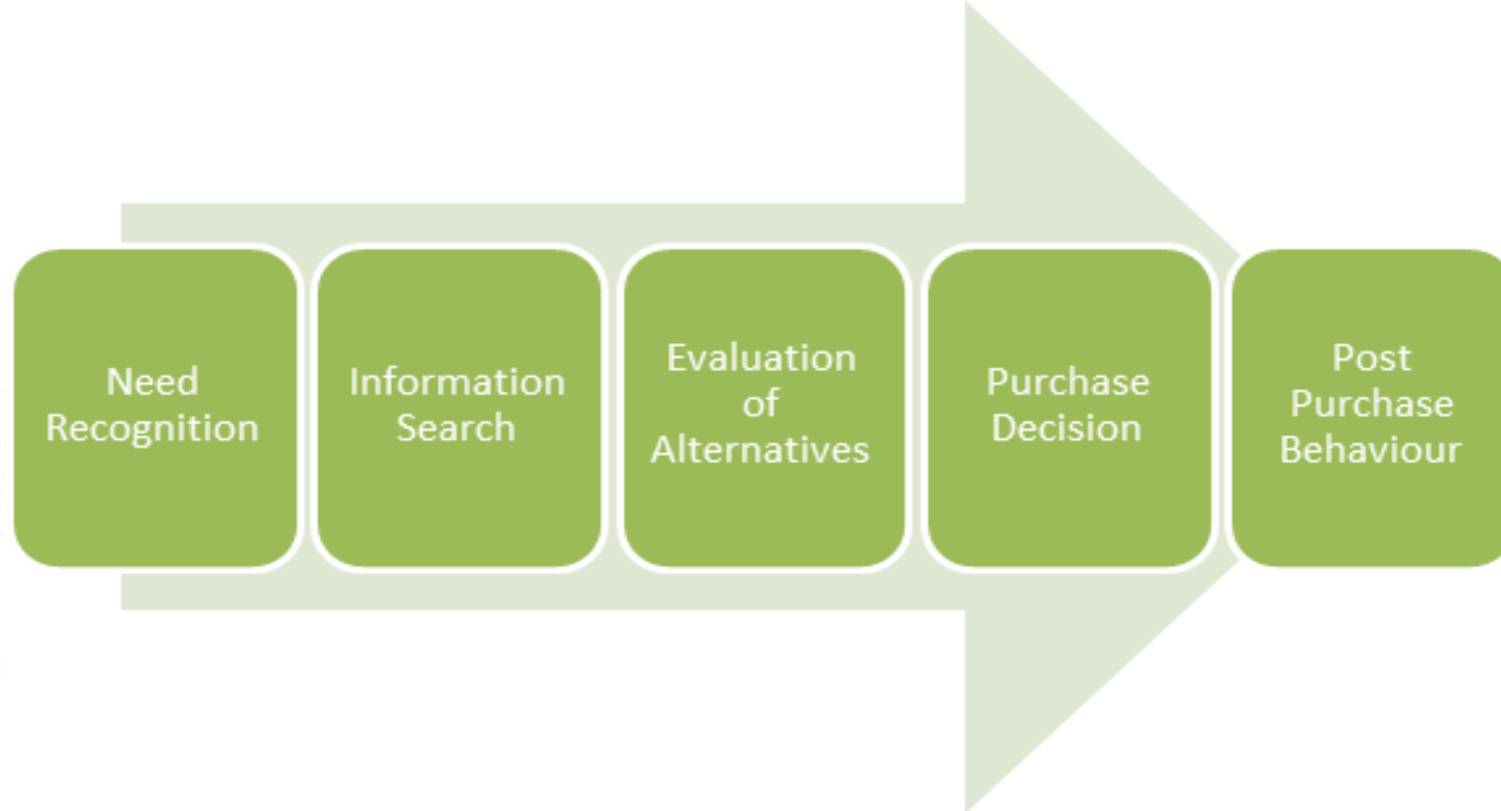 Need
Recognition
Information
Search
Evaluation
of
Alternatives
Purchase
Decision
Post
Purchase
Behaviour